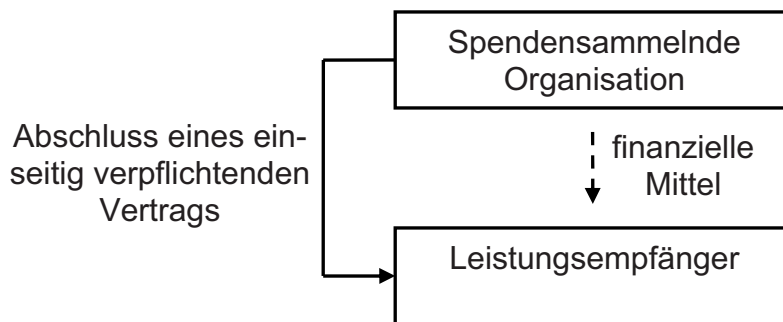 Spendensammelnde
Organisation
Abschluss eines ein-
seitig verpflichtenden
Vertrags
finanzielle
Mittel
Leistungsempfänger